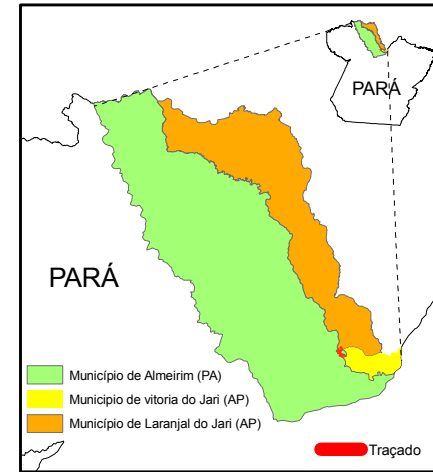 PARÁ
PARÁ
Município de Almeirim (PA)
Municipio de vitoria do Jari (AP)
Município de Laranjal do Jari (AP)
Traçado